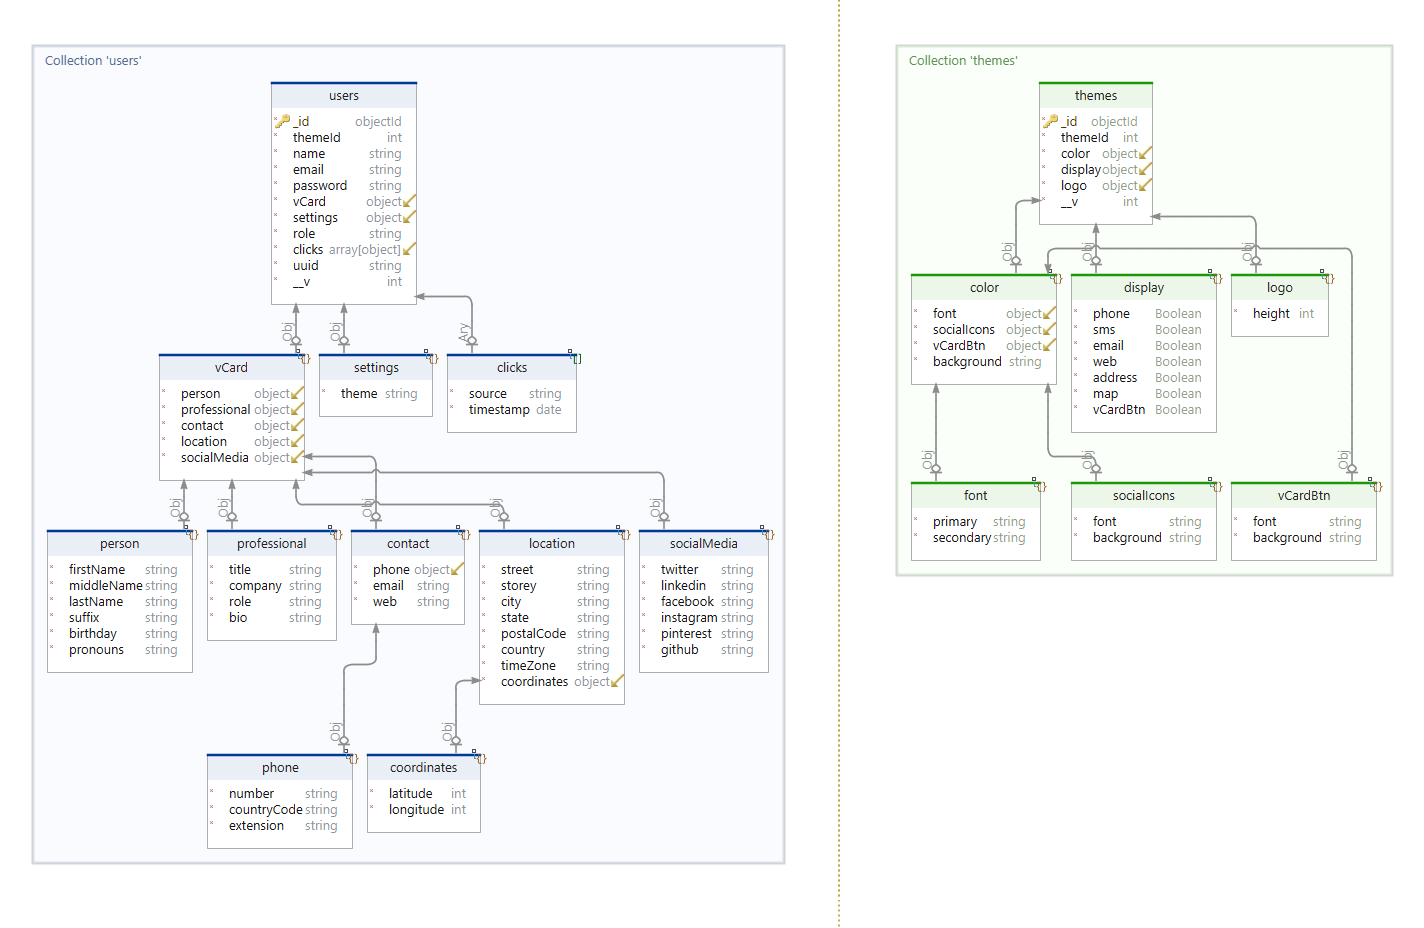 Collection 'users'
users
_id objectId
themeId int
name string
email string
password string
vCard object
settings object
role string
clicks array[object]
uuid string
__v int
Obj
Obj
Ary
vCard
person object
professional object
contact object
location object
socialMedia object
settings
theme string
clicks
source string
timestamp date
Obj
Obj
Obj
Obj
Obj
person
firstName string
middleName string
lastName string
suffix string
birthday string
pronouns string
professional
title string
company string
role string
bio string
contact
phone object
email string
web string
location
street string
storey string
city string
state string
postalCode string
country string
timeZone string
coordinates object
socialMedia
twitter string
linkedin string
facebook string
instagram string
pinterest string
github string
Obj
Obj
phone
number string
countryCode string
extension string
coordinates
latitude int
longitude int
Collection 'themes'
themes
_id objectId
themeId int
color object
display object
logo object
__v int
Obj
Obj
Obj
color
font object
socialIcons object
vCardBtn object
background string
display
phone Boolean
sms Boolean
email Boolean
web Boolean
address Boolean
map Boolean
vCardBtn Boolean
logo
height int
Obj
Obj
Obj
font
primary string
secondary string
socialIcons
font string
background string
vCardBtn
font string
background string